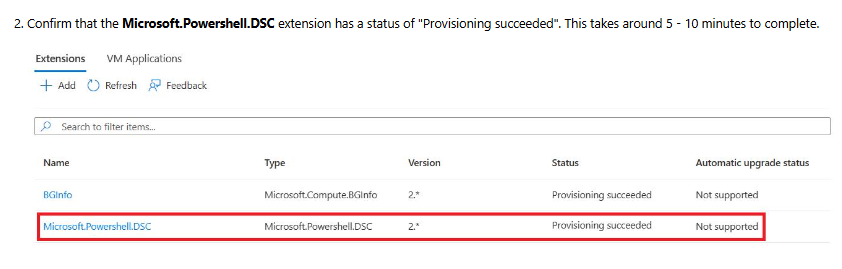 2. Confirm that the Microsoft.Powershell.DSC extension has a status of "Provisioning succeeded". This takes around 5 - 10 minutes to complete.
Extensions VM Applications
Add Refresh Feedback
Search to filter items...
Name Type Version Status Automatic upgrade status
BGInfo Microsoft.Compute.BGInfo 2.* Provisioning succeeded Not supported
Microsoft.Powershell.DSC Microsoft.Powershell.DSC 2.* Provisioning succeeded Not supported